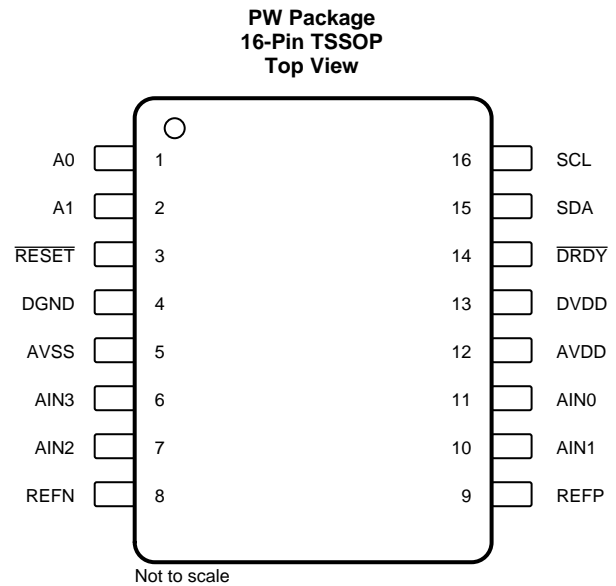 PW Package
16-Pin TSSOP
Top View
A0 1 16 SCL
A1 2 15 SDA
RESET 3 14 DRDY
DGND 4 13 DVDD
AVSS 5 12 AVDD
AIN3 6 11 AIN0
AIN2 7 10 AIN1
REFN 8 9 REFP
Not to scale